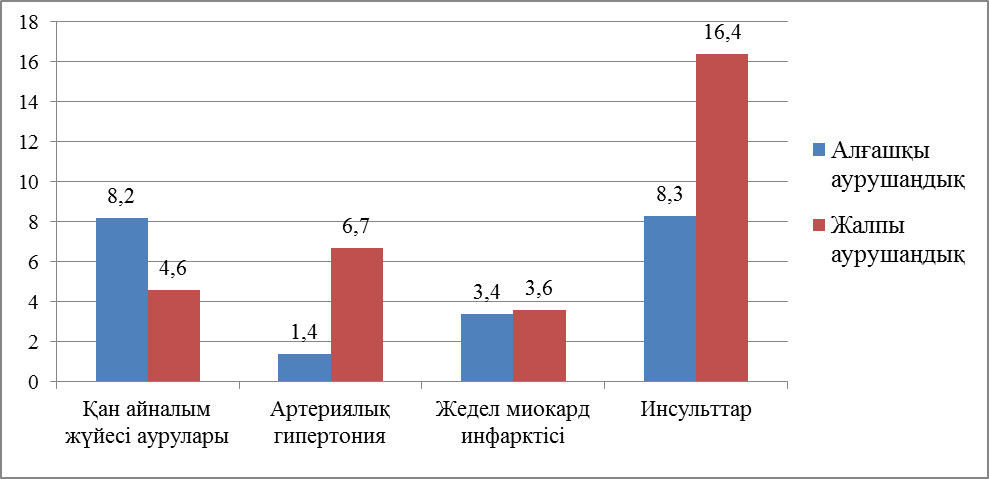 18
16
14
12
10
8
6
4
2
0
8,2
4,6
1,4
6,7
3,4
3,6
8,3
16,4
Қан айналым
жүйесі аурулары
Артериялық
гипертония
Жедел миокард
инфарктісі
Инсульттар
Алғашқы
аурушаңдық
Жалпы
аурушаңдық